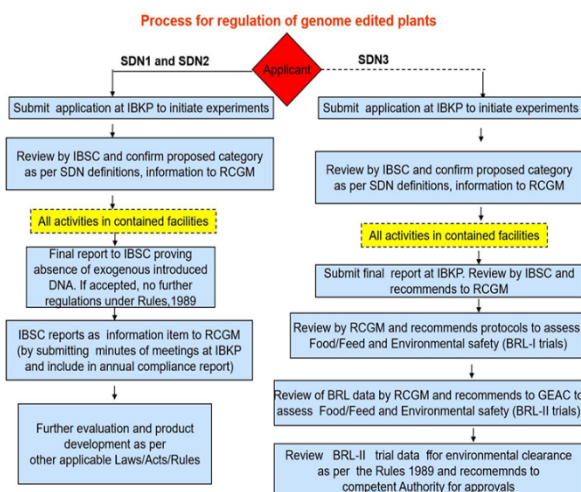 Process for regulation of genome edited plants
SDN1 and SDN2
Applicant
SDN3
Submit application at IBKP to initiate experiments
Review by IBSC and confirm proposed category
as per SDN definitions, information to RCGM
All activities in contained facilities
Final report to IBSC proving
absence of exogenous introduced
DNA. If accepted, no further
regulations under Rules,1989
IBSC reports as information item to RCGM
(by submitting minutes of meetings at IBKP
and include in annual compliance report)
Further evaluation and product
development as per
other applicable Laws/Acts/Rules
Submit application at IBKP to initiate experiments
Review by IBSC and confirm proposed category
as per SDN definitions, information to RCGM
All activities in contained facilities
Submit final report at IBKP. Review by IBSC and
recommends to RCGM
Review by RCGM and recommends protocols to assess
Food/Feed and Environmental safety (BRL-I trials)
Review of BRL data by RCGM and recommends to GEAC to
assess Food/Feed and Environmental safety (BRL-II trials)
Review BRL-II trial data ffor environmental clearance
as per the Rules 1989 and recomemnds to
competent Authority for approvals